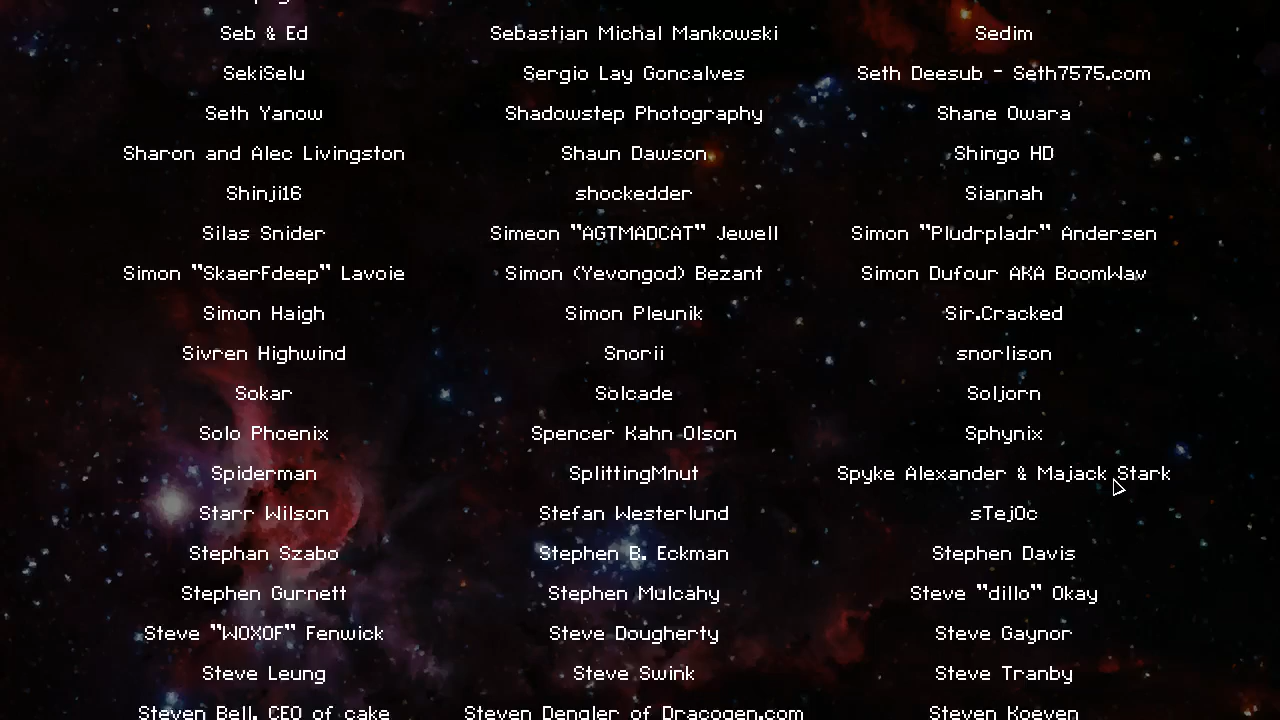 Seb & Ed Sebastian Michal Mankowski Sedim
SekiSelu Sergio Lay Goncalves Seth Deesub - Seth7575.com
Seth Yanow Shadowstep Photography Shane Owara
Sharon and Alec Livingston Shaun Dawson Shingo HD
Shinji16 shockedder Siannah
Silas Snider Simeon "AGTMADCAT" Jewell Simon "Pludrpladr" Andersen
Simon "SkaerFdeep" Lavoie Simon (Yevongod) Bezant Simon Dufour AKA BoomWav
Simon Haigh Simon Pleunik Sir.Cracked
Sivren Highwind Snorii snorlison
Sokar Solcade Soljorn
Solo Phoenix Spencer Kahn Olson Sphynix
Spiderman SplittingMnut Spyke Alexander & Majack Stark
Starr Wilson Stefan Westerlund sTej0c
Stephan Szabo Stephen B. Eckman Stephen Davis
Stephen Gurnett Stephen Mulcahy Steve "dillo" Okay
Steve "WOXOF" Fenwick Steve Dougherty Steve Gaynor
Steve Leung Steve Swink Steve Tranby
Steven Bell, CEO of cake Steven Dengler of Dracogen.com Steven Koeven